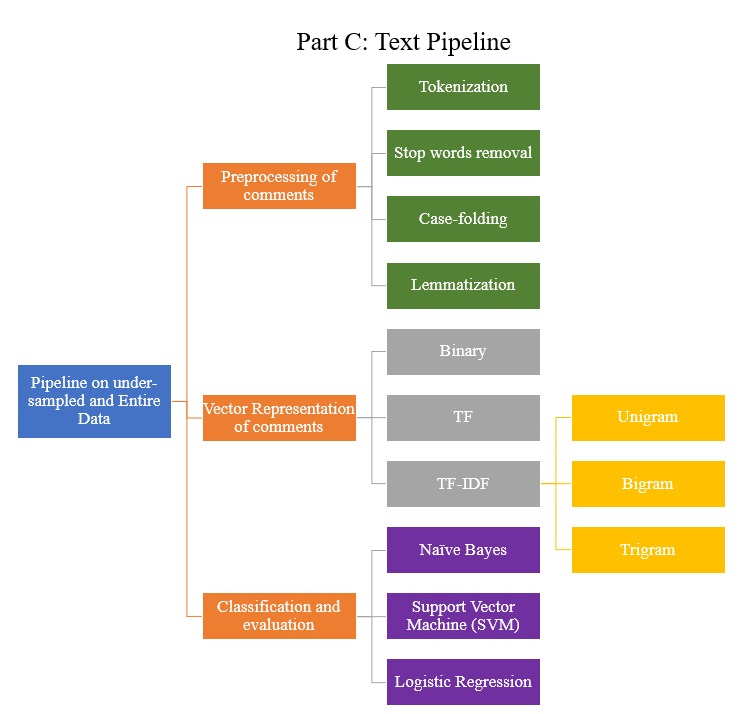 Part C: Text Pipeline
Tokenization
Stop words removal
Preprocessing of
comments
Case-folding
Lemmatization
Binary
Pipeline on under-
sampled and Entire
Data
Vector Representation
of comments
TF
Unigram
TF-IDF
Bigram
Naïve Bayes
Trigram
Classification and
evaluation
Support Vector
Machine (SVM)
Logistic Regression